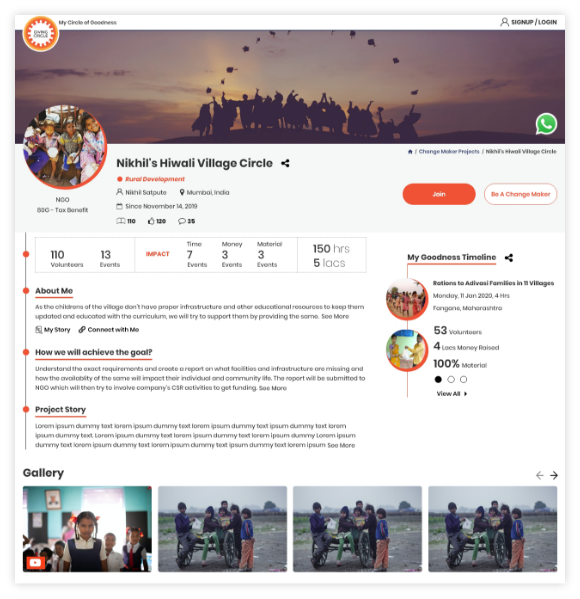 GIVING
CIRCLE
My Circle of Goodness
SIGNUP / LOGIN
/ Change Maker Projects / Nikhil's Hiwali Village Circle
Nikhil's Hiwali Village Circle
Rural Development
Nikhil Satpute Mumbai, India
Since November 14, 2019
110 120 35
NGO
80G - Tax Benefit
Join
Be A Change Maker
110
Volunteers
13
Events
IMPACT
Time
7
Events
Money
3
Events
Material
3
Events
150 hrs
5 lacs
About Me
As the childrens of the village don't have proper infrastructure and other educational resources to keep them
updated and educated with the curriculum, we will try to support them by providing the same. See More
My Story Connect with Me
How we will achieve the goal?
Understand the exact requirements and create a report on what facilities and infrastructure are missing and
how the availability of the same will impact their individual and community life. The report will be submitted to
NGO which will then try to involve company's CSR activities to get funding. See More
Project Story
Lorem ipsum dummy text lorem ipsum dummy text lorem ipsum dummy text lorem ipsum dummy text lorem
ipsum dummy text. Lorem ipsum dummy text lorem ipsum dummy text lorem ipsum dummy Lorem ipsum
dummy text lorem ipsum dummy text lorem ipsum dummy text lorem ipsum dummy text See More
My Goodness Timeline
Rations to Adivasi Families in 11 Villages
Monday, 11 Jan 2020, 4 Hrs
Fangane, Maharashtra
53 Volunteers
4 Lacs Money Raised
100% Material
View All
Gallery